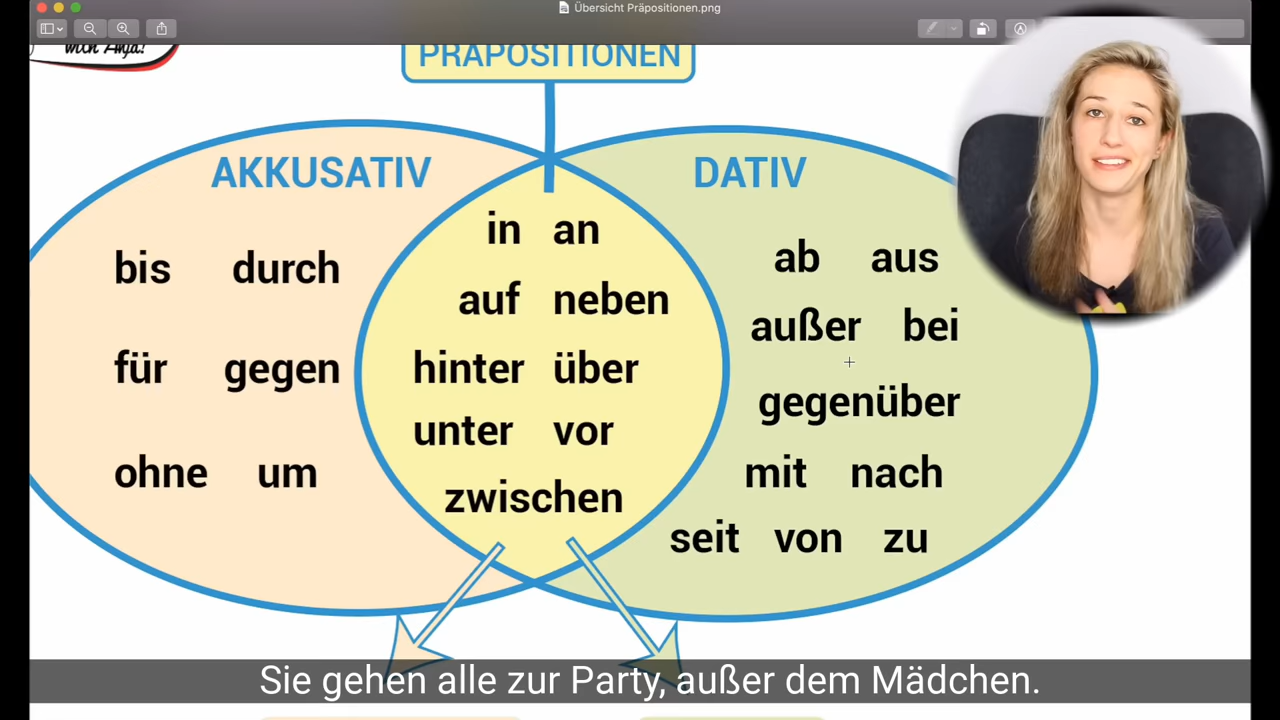 Übersicht Präpositionen.png
with Anja!
PRÄPOSITIONEN
AKKUSATIV
DATIV
bis durch
für gegen
ohne um
in an
auf neben
hinter über
unter vor
zwischen
ab aus
außer bei
gegenüber
mit nach
seit von zu
Sie gehen alle zur Party, außer dem Mädchen.